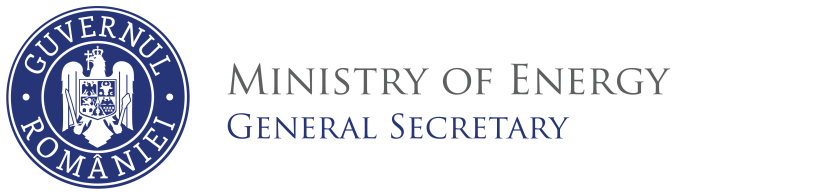 GUVERNUL
ROMÂNIEI
MINISTRY OF ENERGY
GENERAL SECRETARY